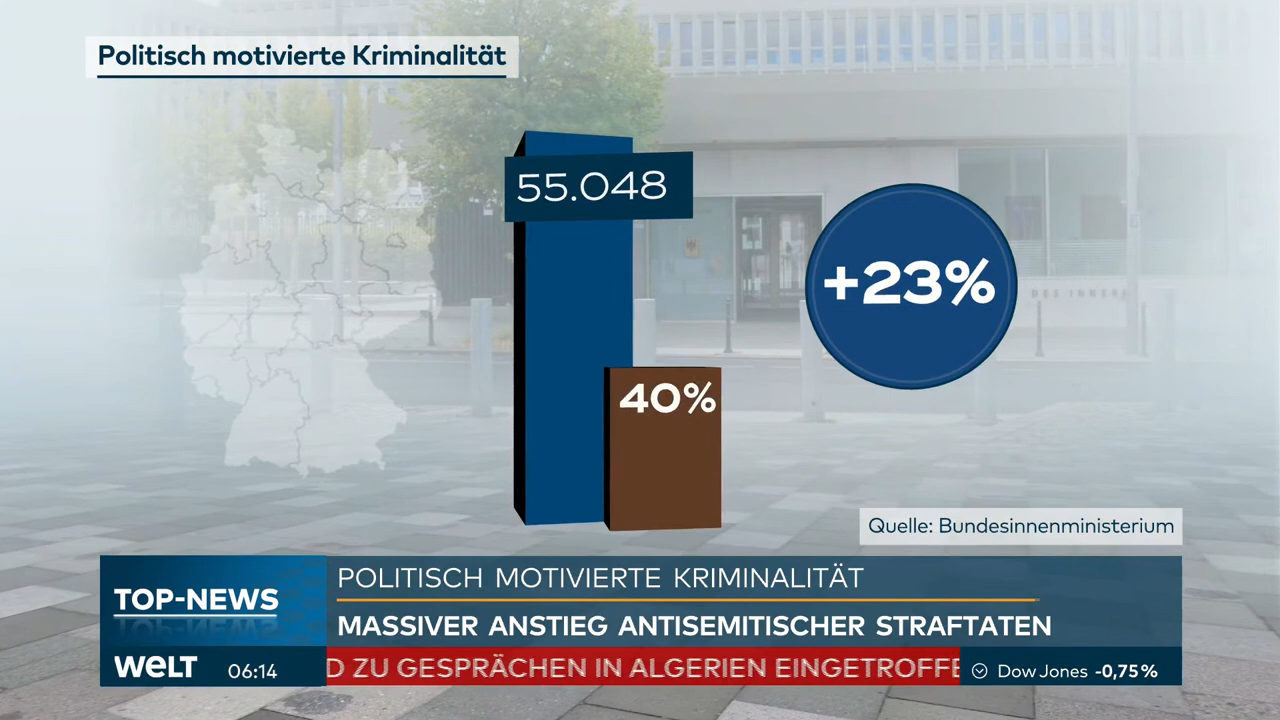 Politisch motivierte Kriminalität
55.048
+23%
40%
Quelle: Bundesinnenministerium
TOP-NEWS
POLITISCH MOTIVIERTE KRIMINALITÄT
MASSIVER ANSTIEG ANTISEMITISCHER STRAFTATEN
welt 06:14
D ZU GESPRÄCHEN IN ALGERIEN EINGETROFFE
Dow Jones -0,75%